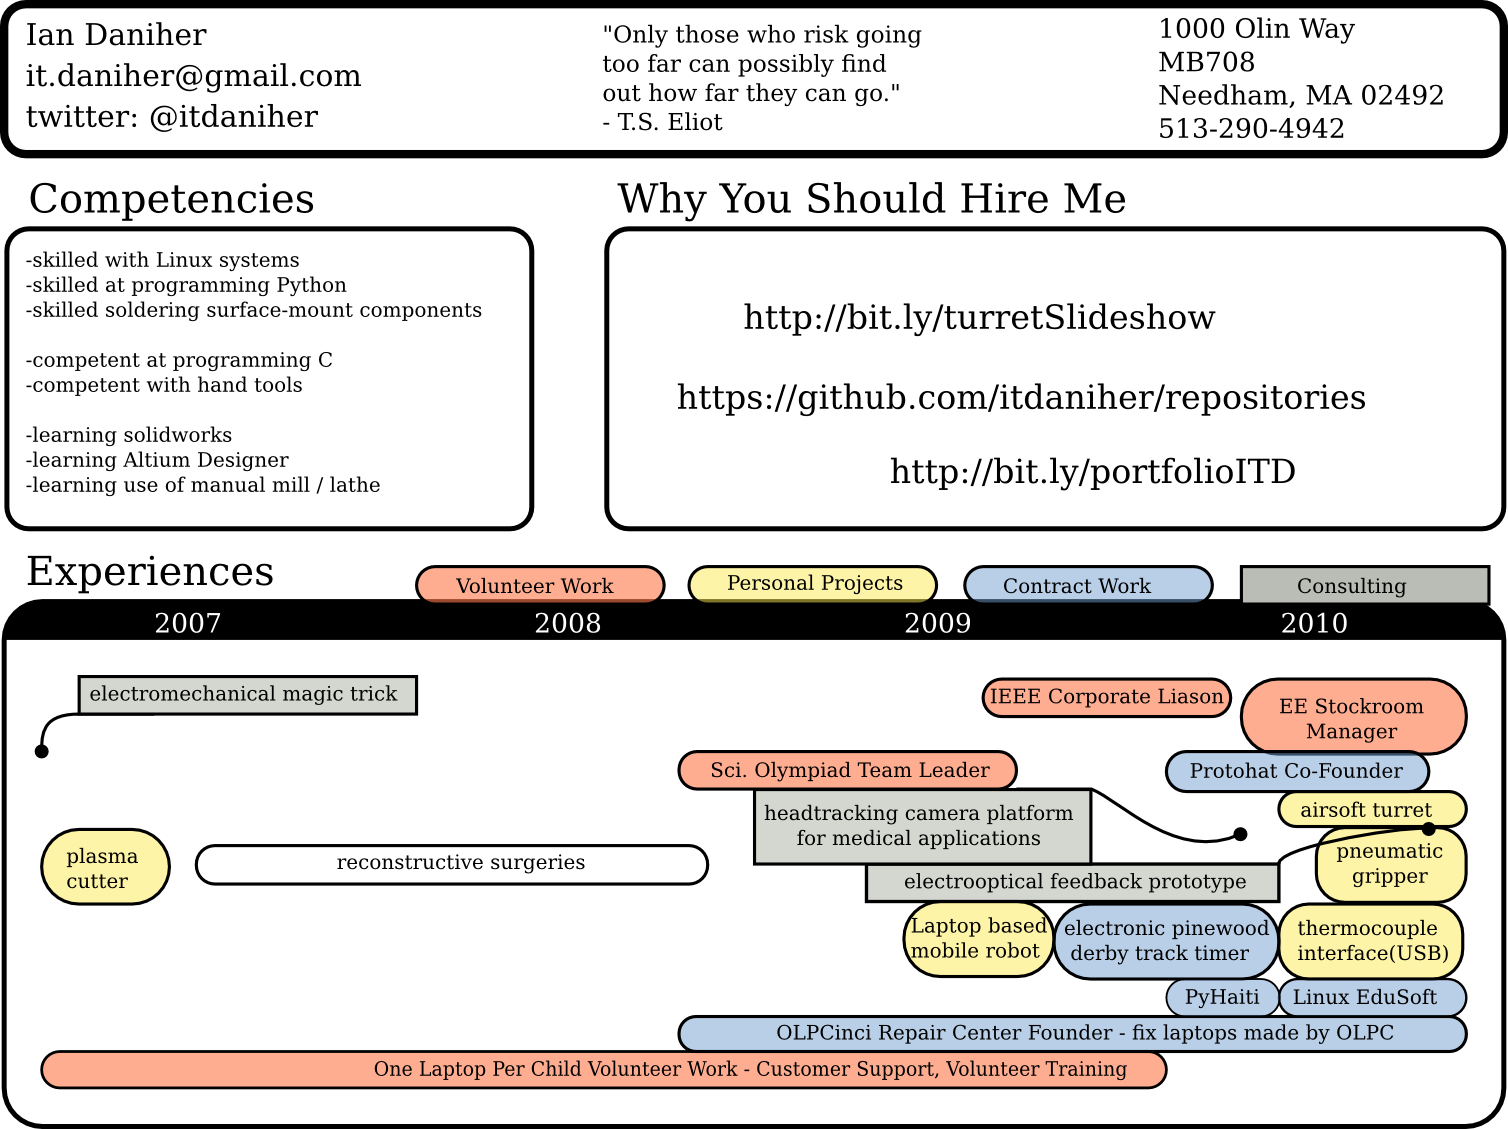 Ian Daniher
it.daniher@gmail.com
twitter: @itdaniher
"Only those who risk going
too far can possibly find
out how far they can go."
- T.S. Eliot
1000 Olin Way
MB708
Needham, MA 02492
513-290-4942
Competencies
-skilled with Linux systems
-skilled at programming Python
-skilled soldering surface-mount components
-competent at programming C
-competent with hand tools
-learning solidworks
-learning Altium Designer
-learning use of manual mill / lathe
Why You Should Hire Me
http://bit.ly/turretSlideshow
https://github.com/itdaniher/repositories
http://bit.ly/portfolioITD
Experiences
Volunteer Work
Personal Projects
Contract Work
Consulting
2007
2008
2009
2010
electromechanical magic trick
IEEE Corporate Liason
EE Stockroom
Manager
Sci. Olympiad Team Leader
Protohat Co-Founder
headtracking camera platform
for medical applications
airsoft turret
plasma
cutter
reconstructive surgeries
pneumatic
gripper
electrooptical feedback prototype
Laptop based
mobile robot
electronic pinewood
derby track timer
thermocouple
interface(USB)
PyHaiti
Linux EduSoft
OLPCinci Repair Center Founder - fix laptops made by OLPC
One Laptop Per Child Volunteer Work - Customer Support, Volunteer Training